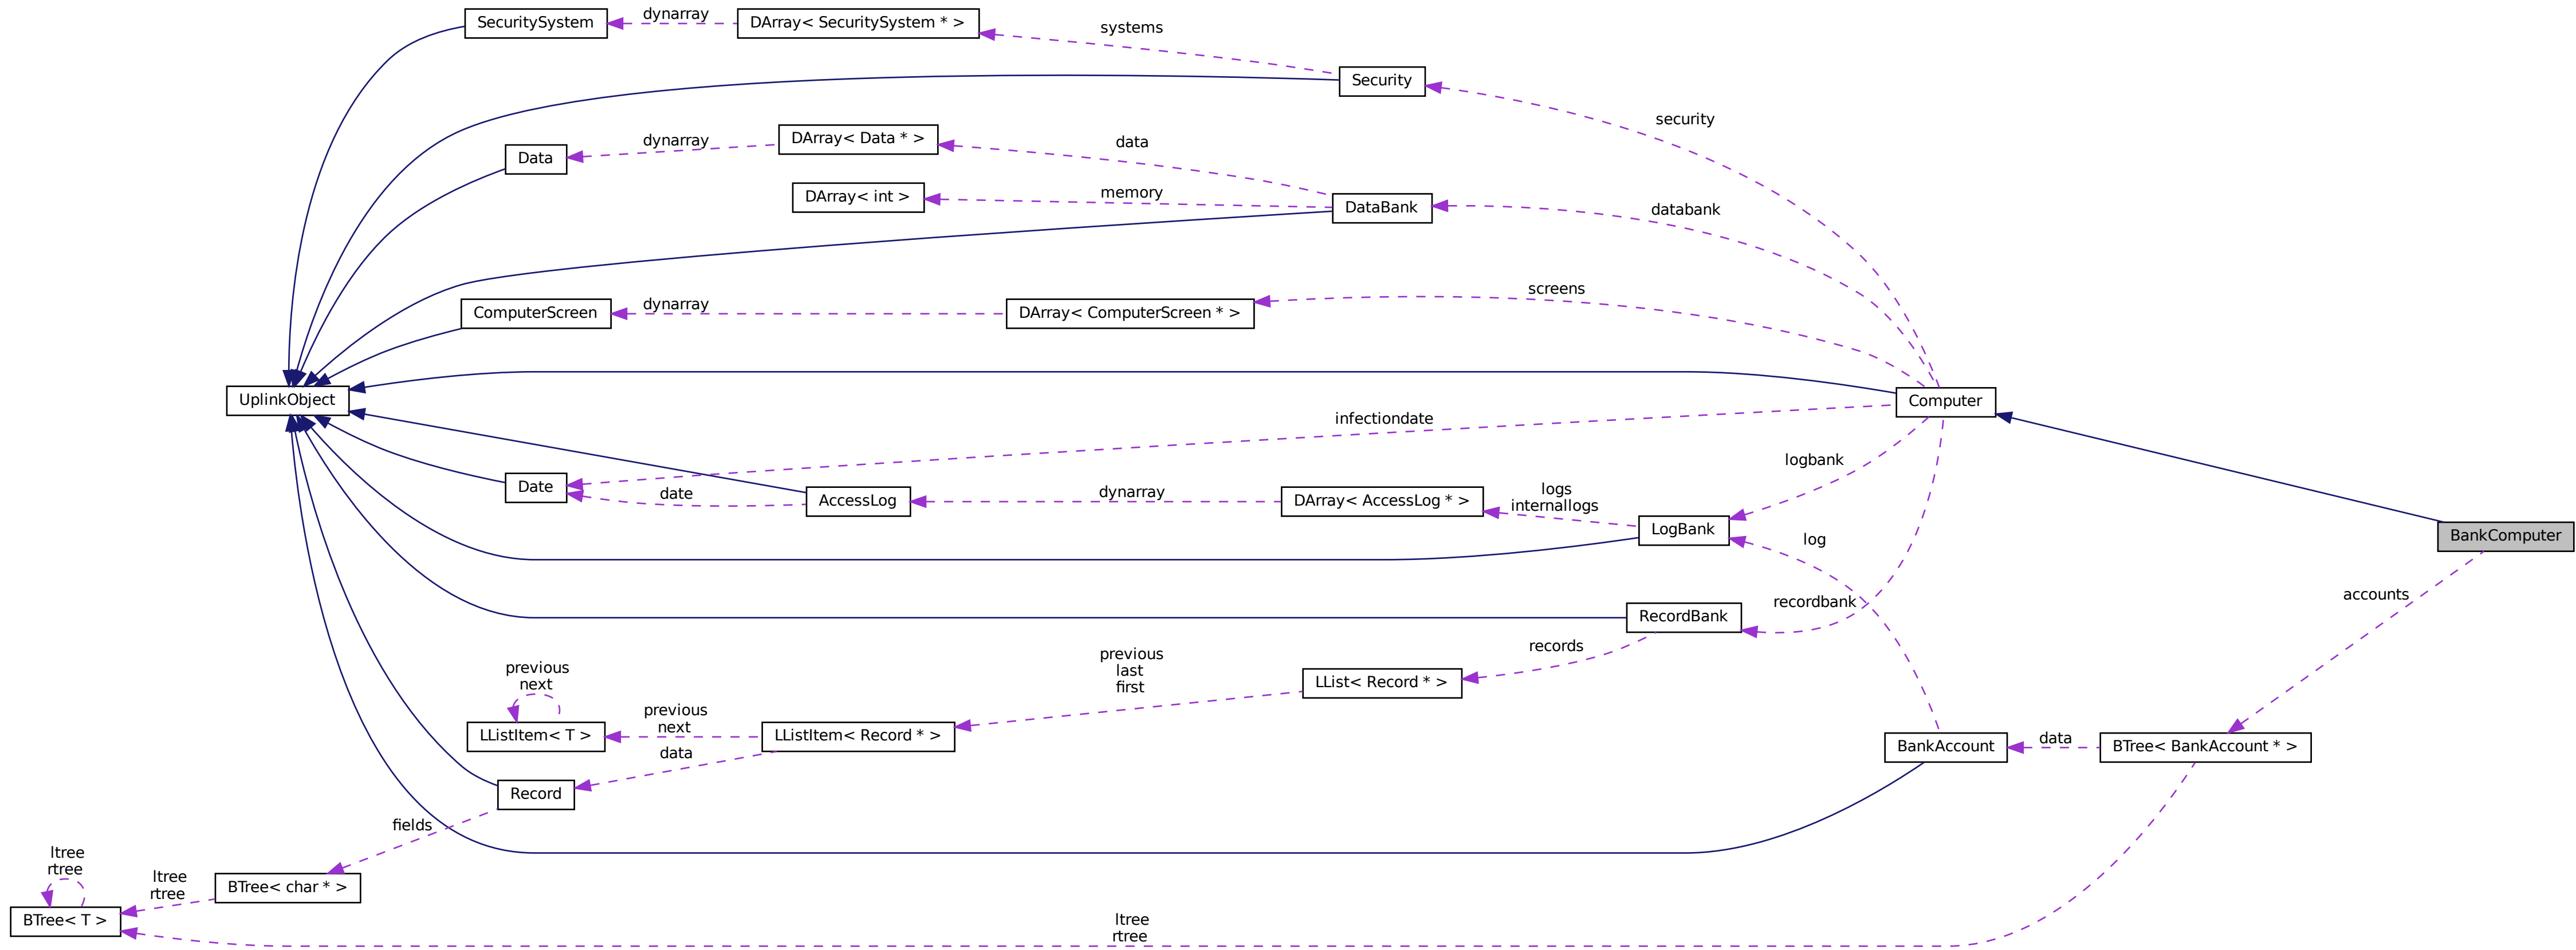 SecuritySystem
dynarray
DArray< SecuritySystem * >
systems
Security
security
Data
dynarray
DArray< Data * >
data
DArray< int >
memory
DataBank
databank
ComputerScreen
dynarray
DArray< ComputerScreen * >
screens
UplinkObject
Computer
infectiondate
Date
date
AccessLog
dynarray
DArray< AccessLog * >
logs
internallogs
LogBank
logbank
log
BankComputer
accounts
RecordBank
recordbank
records
LList< Record * >
previous
last
first
previous
next
LListItem< T >
previous
next
LListItem< Record * >
data
Record
BankAccount
data
BTree< BankAccount * >
fields
ltree
rtree
BTree< T >
ltree
rtree
BTree< char * >
ltree
rtree